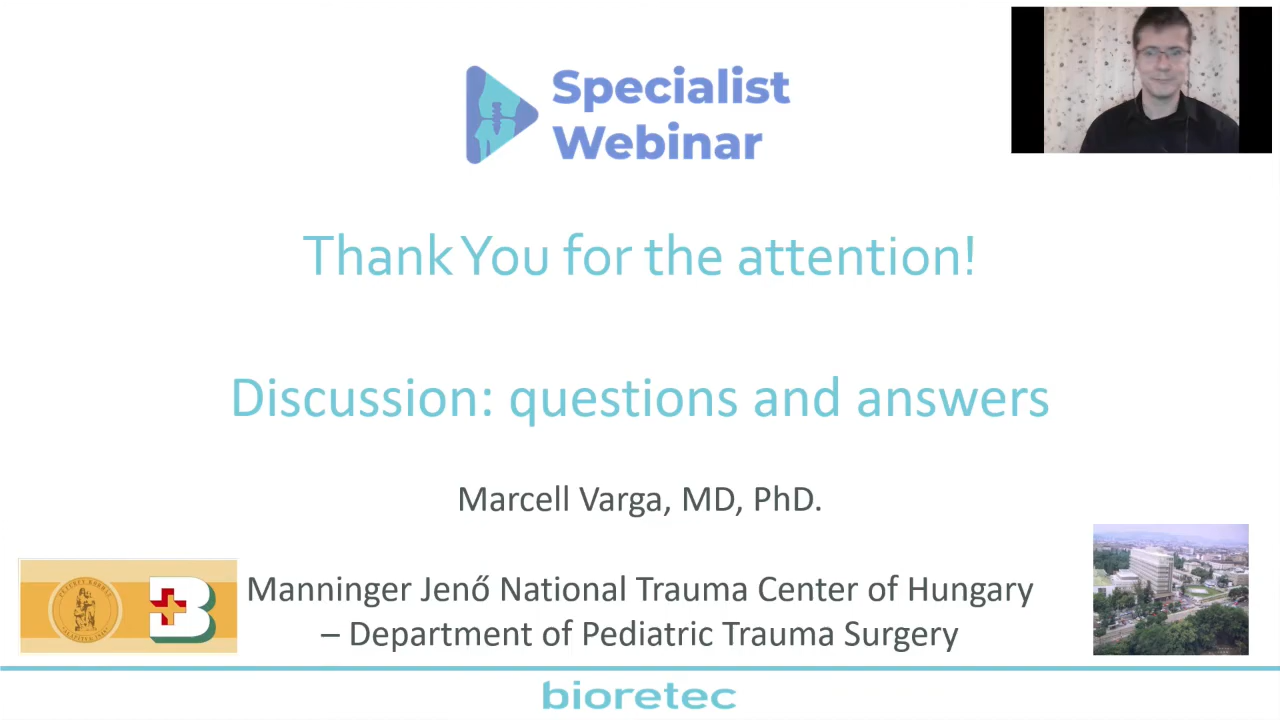 Specialist
Webinar
Thank You for the attention!
Discussion: questions and answers
Marcell Varga, MD, PhD.
Manninger Jenő National Trauma Center of Hungary
– Department of Pediatric Trauma Surgery
B
bioretec